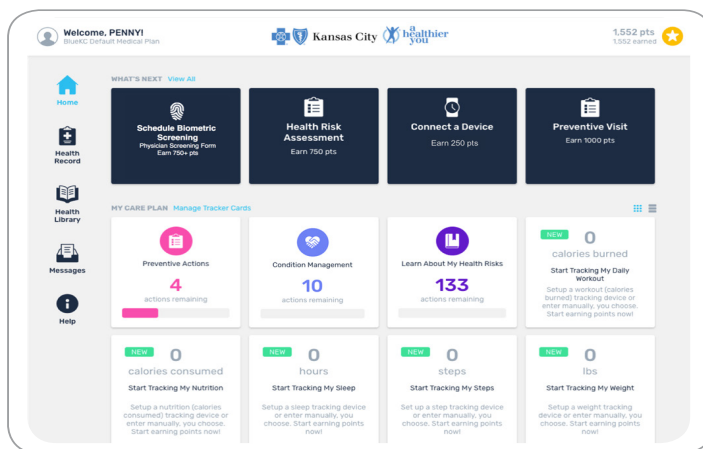 Welcome, PENNY!
BlueKC Default Medical Plan
Kansas City
a healthier you
1,552 pts
1,552 earned
Home
Health
Record
Health
Library
Messages
Help
WHAT'S NEXT View All
Schedule Biometric
Screening
Physician Screening Form
Earn 750+ pts
Health Risk
Assessment
Earn 750 pts
Connect a Device
Earn 250 pts
Preventive Visit
Earn 1000 pts
MY CARE PLAN Manage Tracker Cards
Preventive Actions
4
actions remaining
Condition Management
10
actions remaining
Learn About My Health Risks
133
actions remaining
NEW 0
calories burned
Start Tracking My Daily
Workout
Setup a workout (calories
burned) tracking device or
enter manually, you choose.
Start earning points now!
NEW 0
calories consumed
Start Tracking My Nutrition
Setup a nutrition (calories
consumed) tracking device or
enter manually, you choose.
Start earning points now!
NEW 0
hours
Start Tracking My Sleep
Setup a sleep tracking device
or enter manually, you
choose. Start earning points
now!
NEW 0
steps
Start Tracking My Steps
Set up a step tracking device
or enter manually, you
choose. Start earning points
now!
NEW 0
lbs
Start Tracking My Weight
Setup a weight tracking
device or enter manually, you
choose. Start earning points
now!